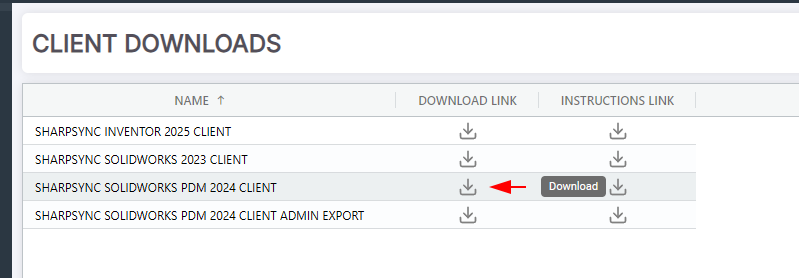 CLIENT DOWNLOADS
NAME ↑ DOWNLOAD LINK INSTRUCTIONS LINK
SHARPSYNC INVENTOR 2025 CLIENT
SHARPSYNC SOLIDWORKS 2023 CLIENT
SHARPSYNC SOLIDWORKS PDM 2024 CLIENT Download
SHARPSYNC SOLIDWORKS PDM 2024 CLIENT ADMIN EXPORT